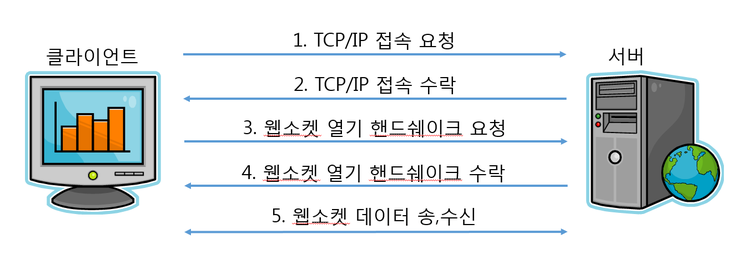 1. TCP/IP 접속 요청
클라이언트
서버
2. TCP/IP 접속 수락
3. 웹소켓 열기 핸드쉐이크 요청
4. 웹소켓 열기 핸드쉐이크 수락
5. 웹소켓 데이터 송,수신